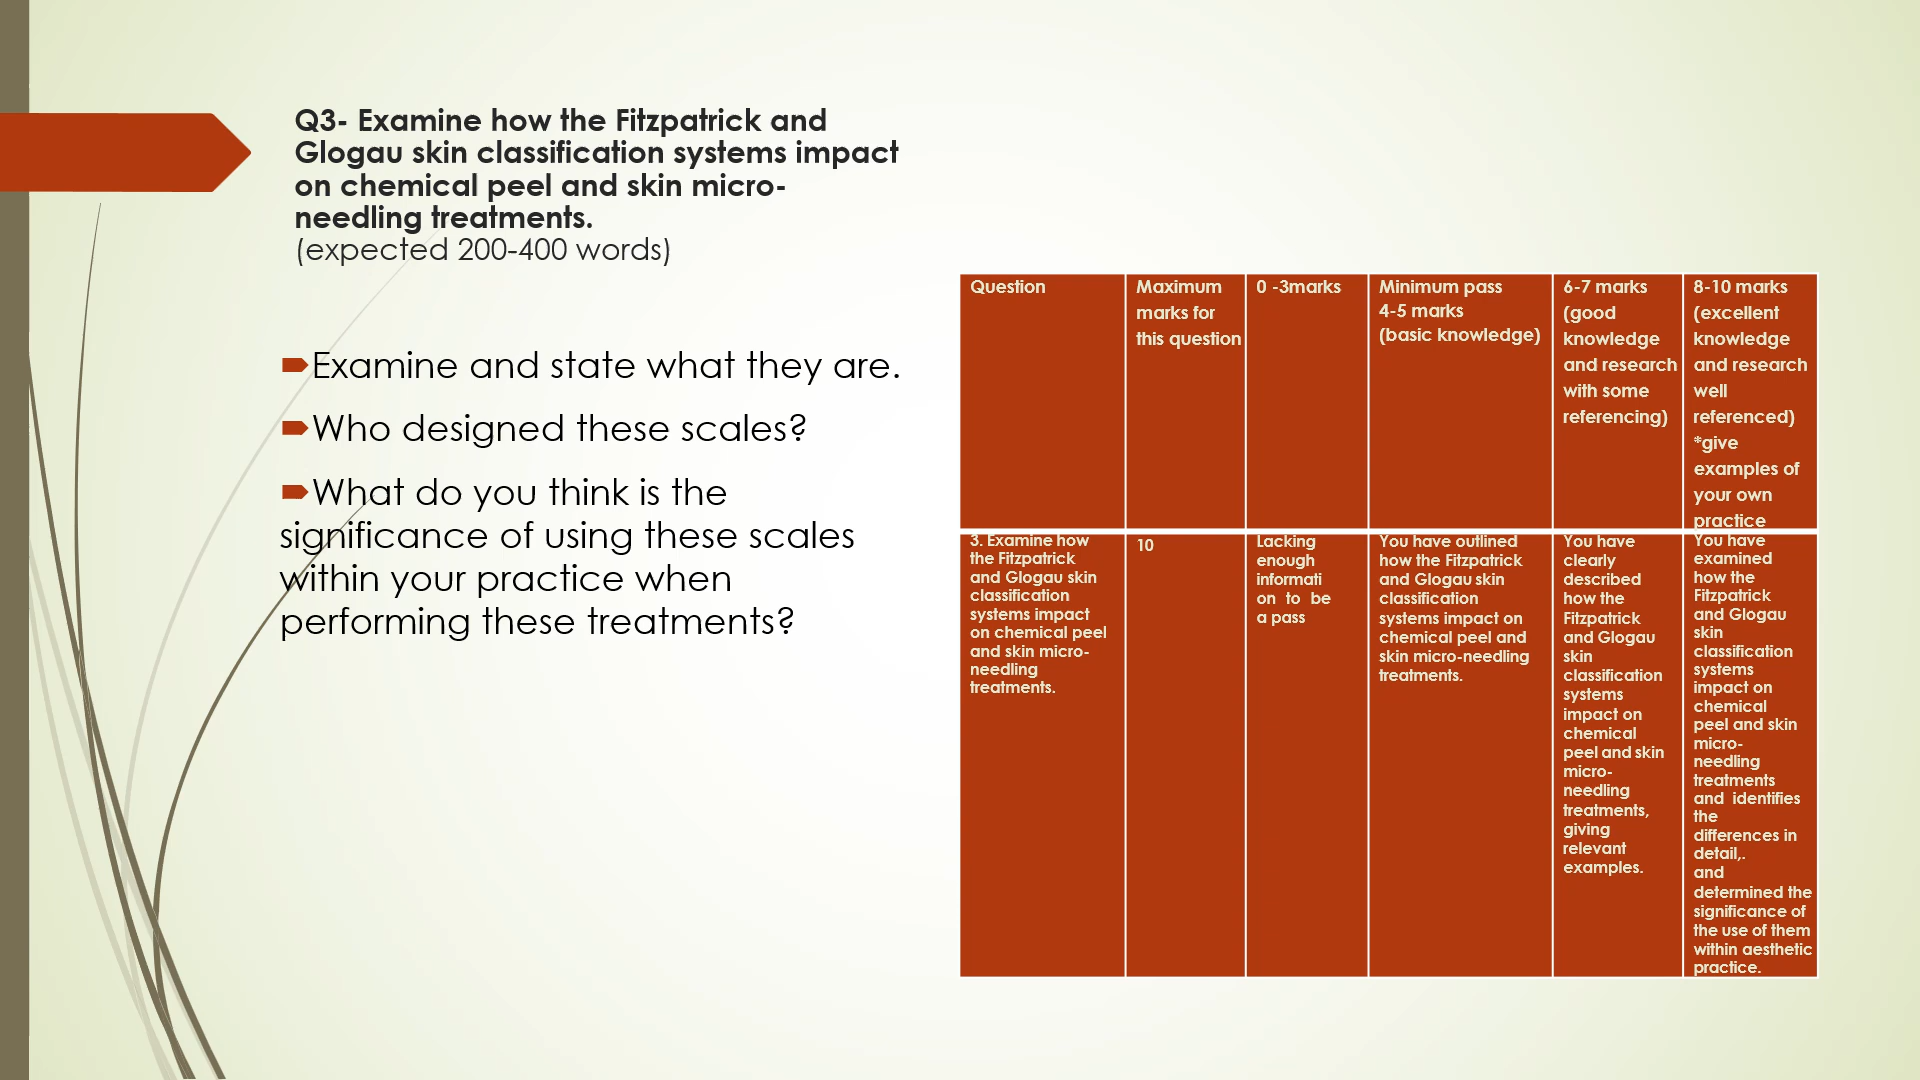 Q3- Examine how the Fitzpatrick and
Glogau skin classification systems impact
on chemical peel and skin micro-
needling treatments.
(expected 200-400 words)
Examine and state what they are.
Who designed these scales?
What do you think is the
significance of using these scales
within your practice when
performing these treatments?
Question
Maximum
marks for
this question
0 -3marks
Minimum pass
4-5 marks
(basic knowledge)
6-7 marks
(good
knowledge
and research
with some
referencing)
8-10 marks
(excellent
knowledge
and research
well
referenced)
*give
examples of
your own
practice
3. Examine how
the Fitzpatrick
and Glogau skin
classification
systems impact
on chemical peel
and skin micro-
needling
treatments.
10
Lacking
enough
informati
on to be
a pass
You have outlined
how the Fitzpatrick
and Glogau skin
classification
systems impact on
chemical peel and
skin micro-needling
treatments.
You have
clearly
described
how the
Fitzpatrick
and Glogau
skin
classification
systems
impact on
chemical
peel and skin
micro-
needling
treatments,
giving
relevant
examples.
You have
examined
how the
Fitzpatrick
and Glogau
skin
classification
systems
impact on
chemical
peel and skin
micro-
needling
treatments
and identifies
the
differences in
detail,.
and
determined the
significance of
the use of them
within aesthetic
practice.